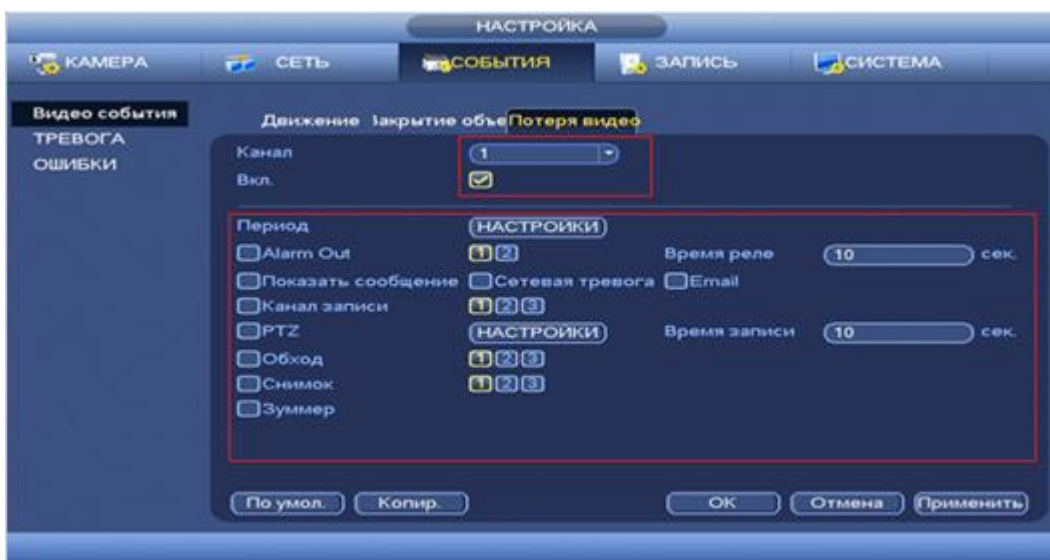 НАСТРОЙКА
КАМЕРА СЕТЬ СОБЫТИЯ ЗАПИСЬ СИСТЕМА
Видео события
ТРЕВОГА
ОШИБКИ
Движение Закрытие объе Потеря видео
Канал 1
Вкл.
Период НАСТРОЙКИ
Alarm Out 1 2 Время реле 10 сек.
Показать сообщение Сетевая тревога Email
Канал записи 1 2 3
PTZ НАСТРОЙКИ Время записи 10 сек.
Обход 1 2 3
Снимок 1 2 3
Зуммер
По умол. Копир. OK Отмена Применить